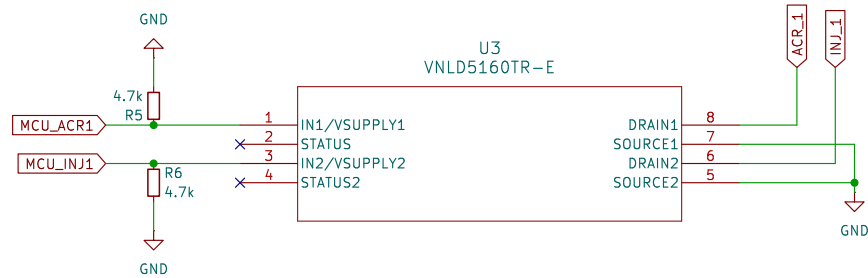 GND
ACR_1
INJ_1
U3
VNLD5160TR-E
4.7k
R5
MCU_ACR1
1
IN1/VSUPPLY1
DRAIN1
8
2
STATUS
SOURCE1
7
MCU_INJ1
3
IN2/VSUPPLY2
DRAIN2
6
R6
4.7k
4
STATUS2
SOURCE2
5
GND
GND